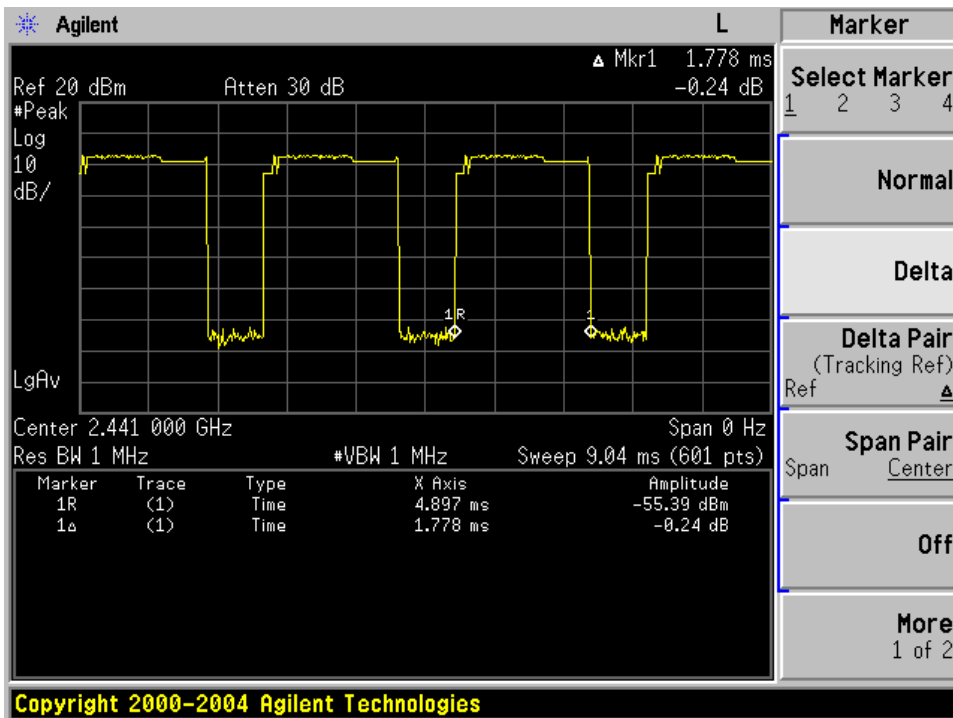 Agilent L Marker
Δ Mkr1 1.778 ms
Ref 20 dBm Atten 30 dB -0.24 dB
#Peak
Log
10
dB/
1R 1
LgAv
Center 2.441 000 GHz Span 0 Hz
Res BW 1 MHz #VBW 1 MHz Sweep 9.04 ms (601 pts)
Marker Trace Type X Axis Amplitude
1R (1) Time 4.897 ms -55.39 dBm
1Δ (1) Time 1.778 ms -0.24 dB
Select Marker
1 2 3 4
Normal
Delta
Delta Pair
(Tracking Ref)
Ref Δ
Span Pair
Span Center
Off
More
1 of 2
Copyright 2000-2004 Agilent Technologies